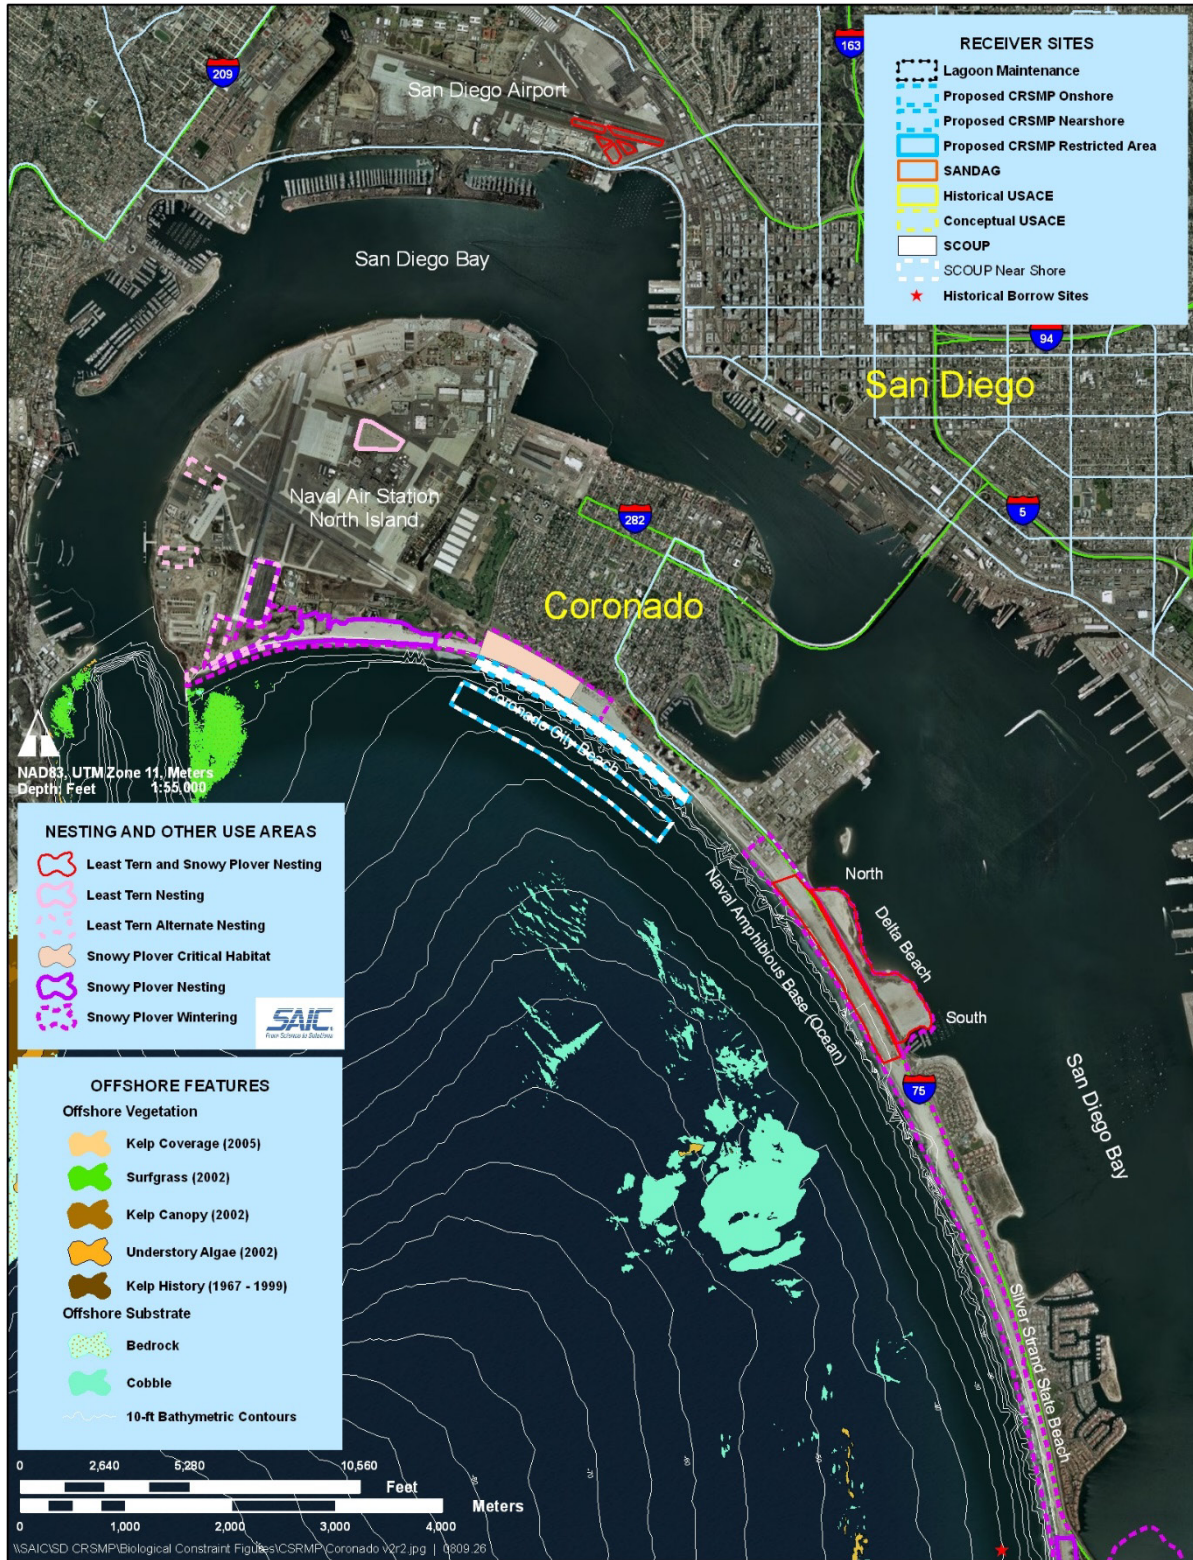 RECEIVER SITES
Lagoon Maintenance
Proposed CRSMP Onshore
Proposed CRSMP Nearshore
Proposed CRSMP Restricted Area
SANDAG
Historical USACE
Conceptual USACE
SCOUP
SCOUP Near Shore
Historical Borrow Sites
163
209
San Diego Airport
San Diego Bay
94
San Diego
5
Naval Air Station
North Island
282
Coronado
Coronado City Beach
NAD83, UTM Zone 11, Meters
Depth: Feet 1:55,000
NESTING AND OTHER USE AREAS
Least Tern and Snowy Plover Nesting
Least Tern Nesting
Least Tern Alternate Nesting
Snowy Plover Critical Habitat
Snowy Plover Nesting
Snowy Plover Wintering
SAIC
From Science to Solutions
North
Delta Beach
South
Naval Amphibious Base (Ocean)
75
San Diego Bay
Silver Strand State Beach
OFFSHORE FEATURES
Offshore Vegetation
Kelp Coverage (2005)
Surfgrass (2002)
Kelp Canopy (2002)
Understory Algae (2002)
Kelp History (1967 - 1999)
Offshore Substrate
Bedrock
Cobble
10-ft Bathymetric Contours
0 2,640 5,280 10,560
Feet
Meters
0 1,000 2,000 3,000 4,000
\\SAIC\SD CRSMP\Biological Constraint Figures\CSRMP Coronado v2r2.jpg | 0809.26